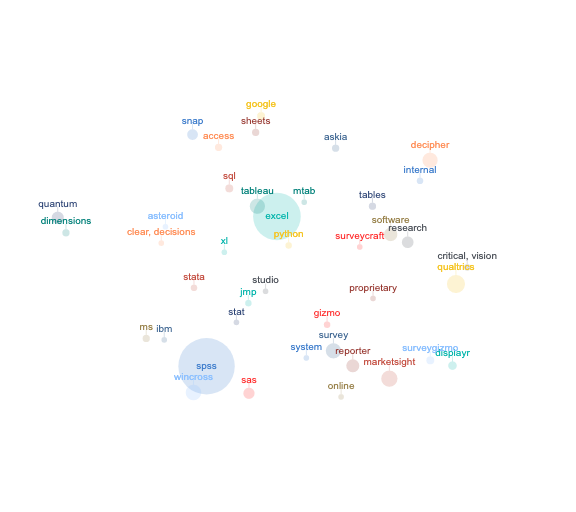 google
snap
sheets
access
askia
decipher
internal
sql
tableau
mtab
tables
quantum
dimensions
asteroid
excel
software
research
clear, decisions
python
surveycraft
xl
critical, vision
qualtrics
stata
studio
jmp
proprietary
stat
gizmo
ms
ibm
survey
system
reporter
surveygizmo
displayr
spss
marketsight
wincross
sas
online